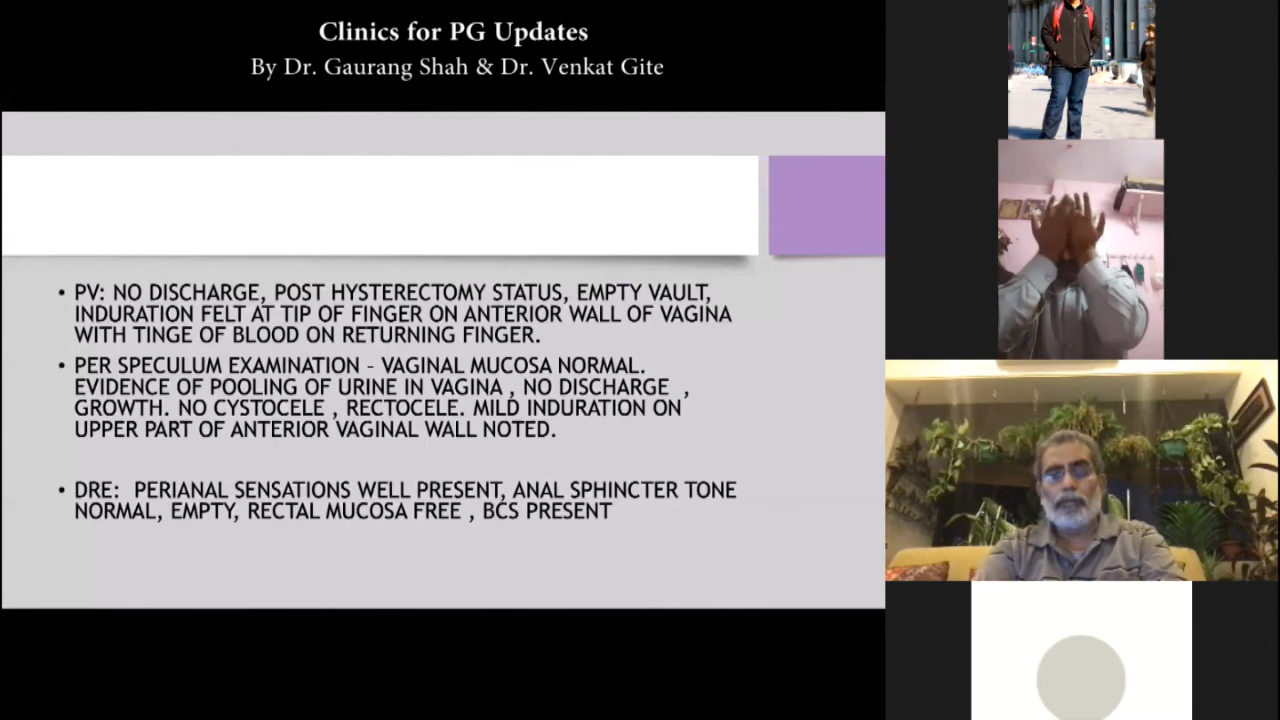 Clinics for PG Updates
By Dr. Gaurang Shah & Dr. Venkat Gite
• PV: NO DISCHARGE, POST HYSTERECTOMY STATUS, EMPTY VAULT,
INDURATION FELT AT TIP OF FINGER ON ANTERIOR WALL OF VAGINA
WITH TINGE OF BLOOD ON RETURNING FINGER.
• PER SPECULUM EXAMINATION – VAGINAL MUCOSA NORMAL.
EVIDENCE OF POOLING OF URINE IN VAGINA , NO DISCHARGE ,
GROWTH. NO CYSTOCELE , RECTOCELE. MILD INDURATION ON
UPPER PART OF ANTERIOR VAGINAL WALL NOTED.
• DRE: PERIANAL SENSATIONS WELL PRESENT, ANAL SPHINCTER TONE
NORMAL, EMPTY, RECTAL MUCOSA FREE , BCS PRESENT